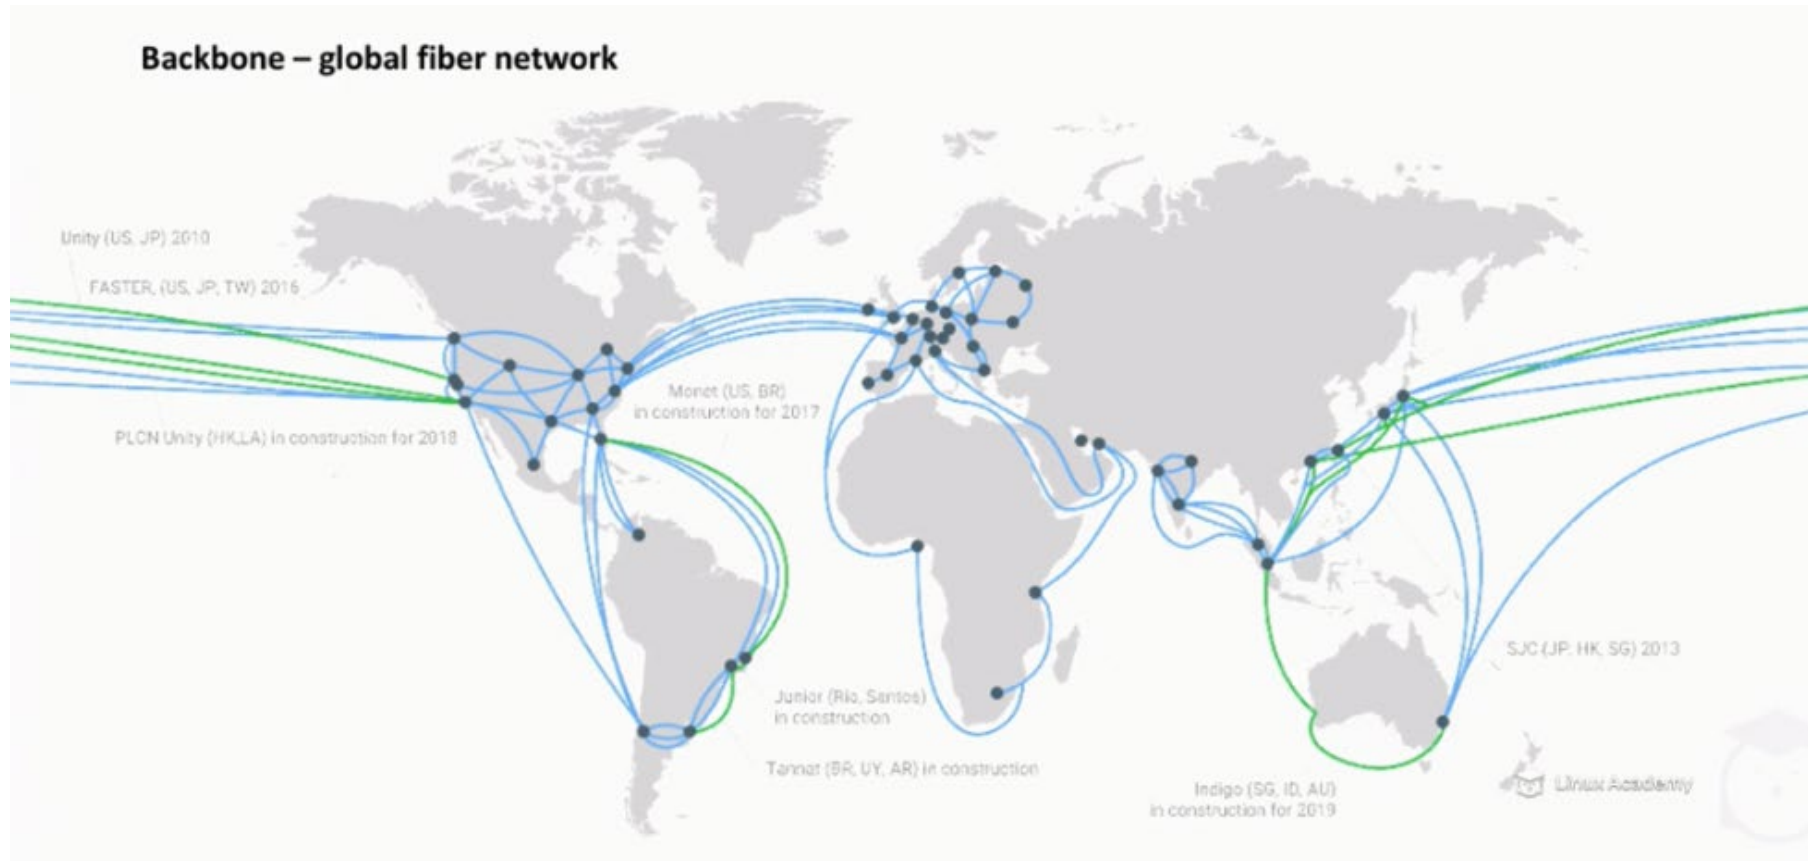 Backbone – global fiber network
Unity (US, JP) 2010
FASTER, (US, JP, TW) 2016
Monet (US, BR)
in construction for 2017
PLCN Unity (HK,LA) in construction for 2018
SJC (JP, HK, SG) 2013
Junior (Rio, Santos)
in construction
Tannat (BR, UY, AR) in construction
Indigo (SG, ID, AU)
in construction for 2019
Linux Academy